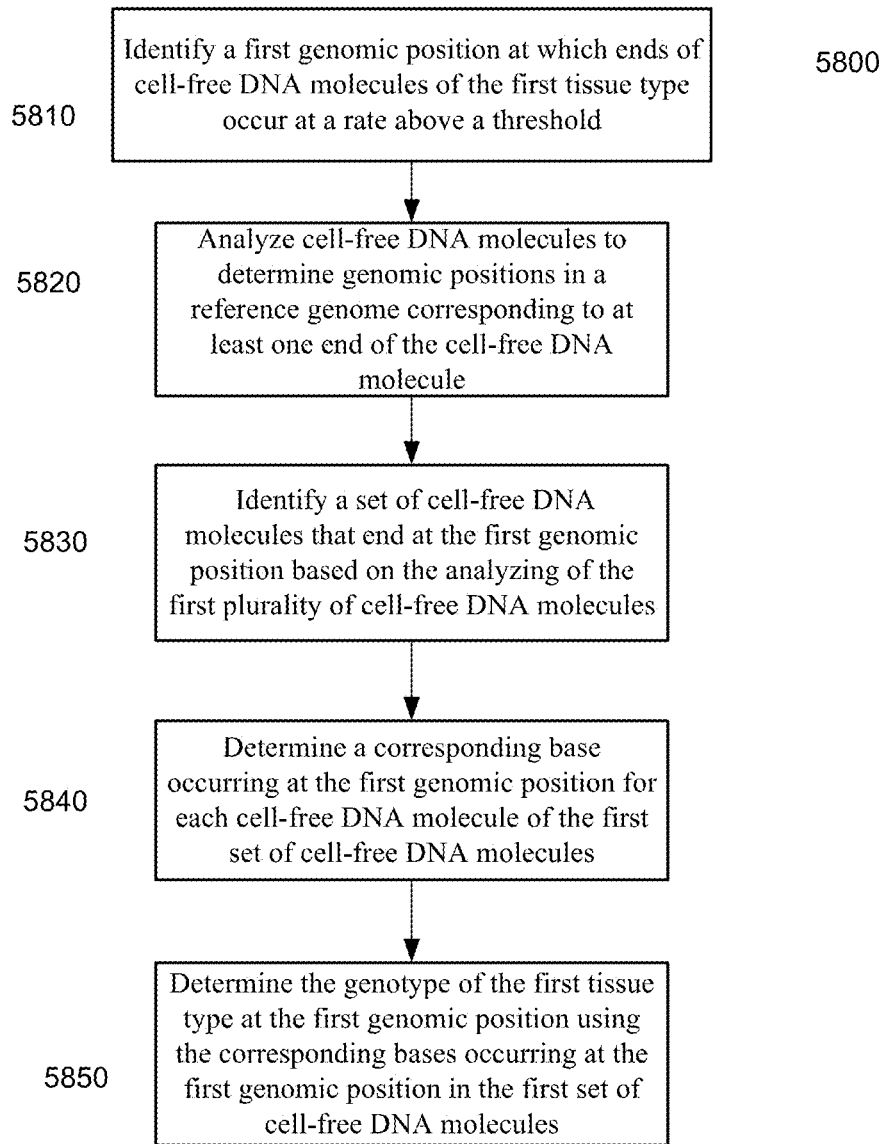 5800
5810
Identify a first genomic position at which ends of
cell-free DNA molecules of the first tissue type
occur at a rate above a threshold
5820
Analyze cell-free DNA molecules to
determine genomic positions in a
reference genome corresponding to at
least one end of the cell-free DNA
molecule
5830
Identify a set of cell-free DNA
molecules that end at the first genomic
position based on the analyzing of the
first plurality of cell-free DNA molecules
5840
Determine a corresponding base
occurring at the first genomic position for
each cell-free DNA molecule of the first
set of cell-free DNA molecules
5850
Determine the genotype of the first tissue
type at the first genomic position using
the corresponding bases occurring at the
first genomic position in the first set of
cell-free DNA molecules